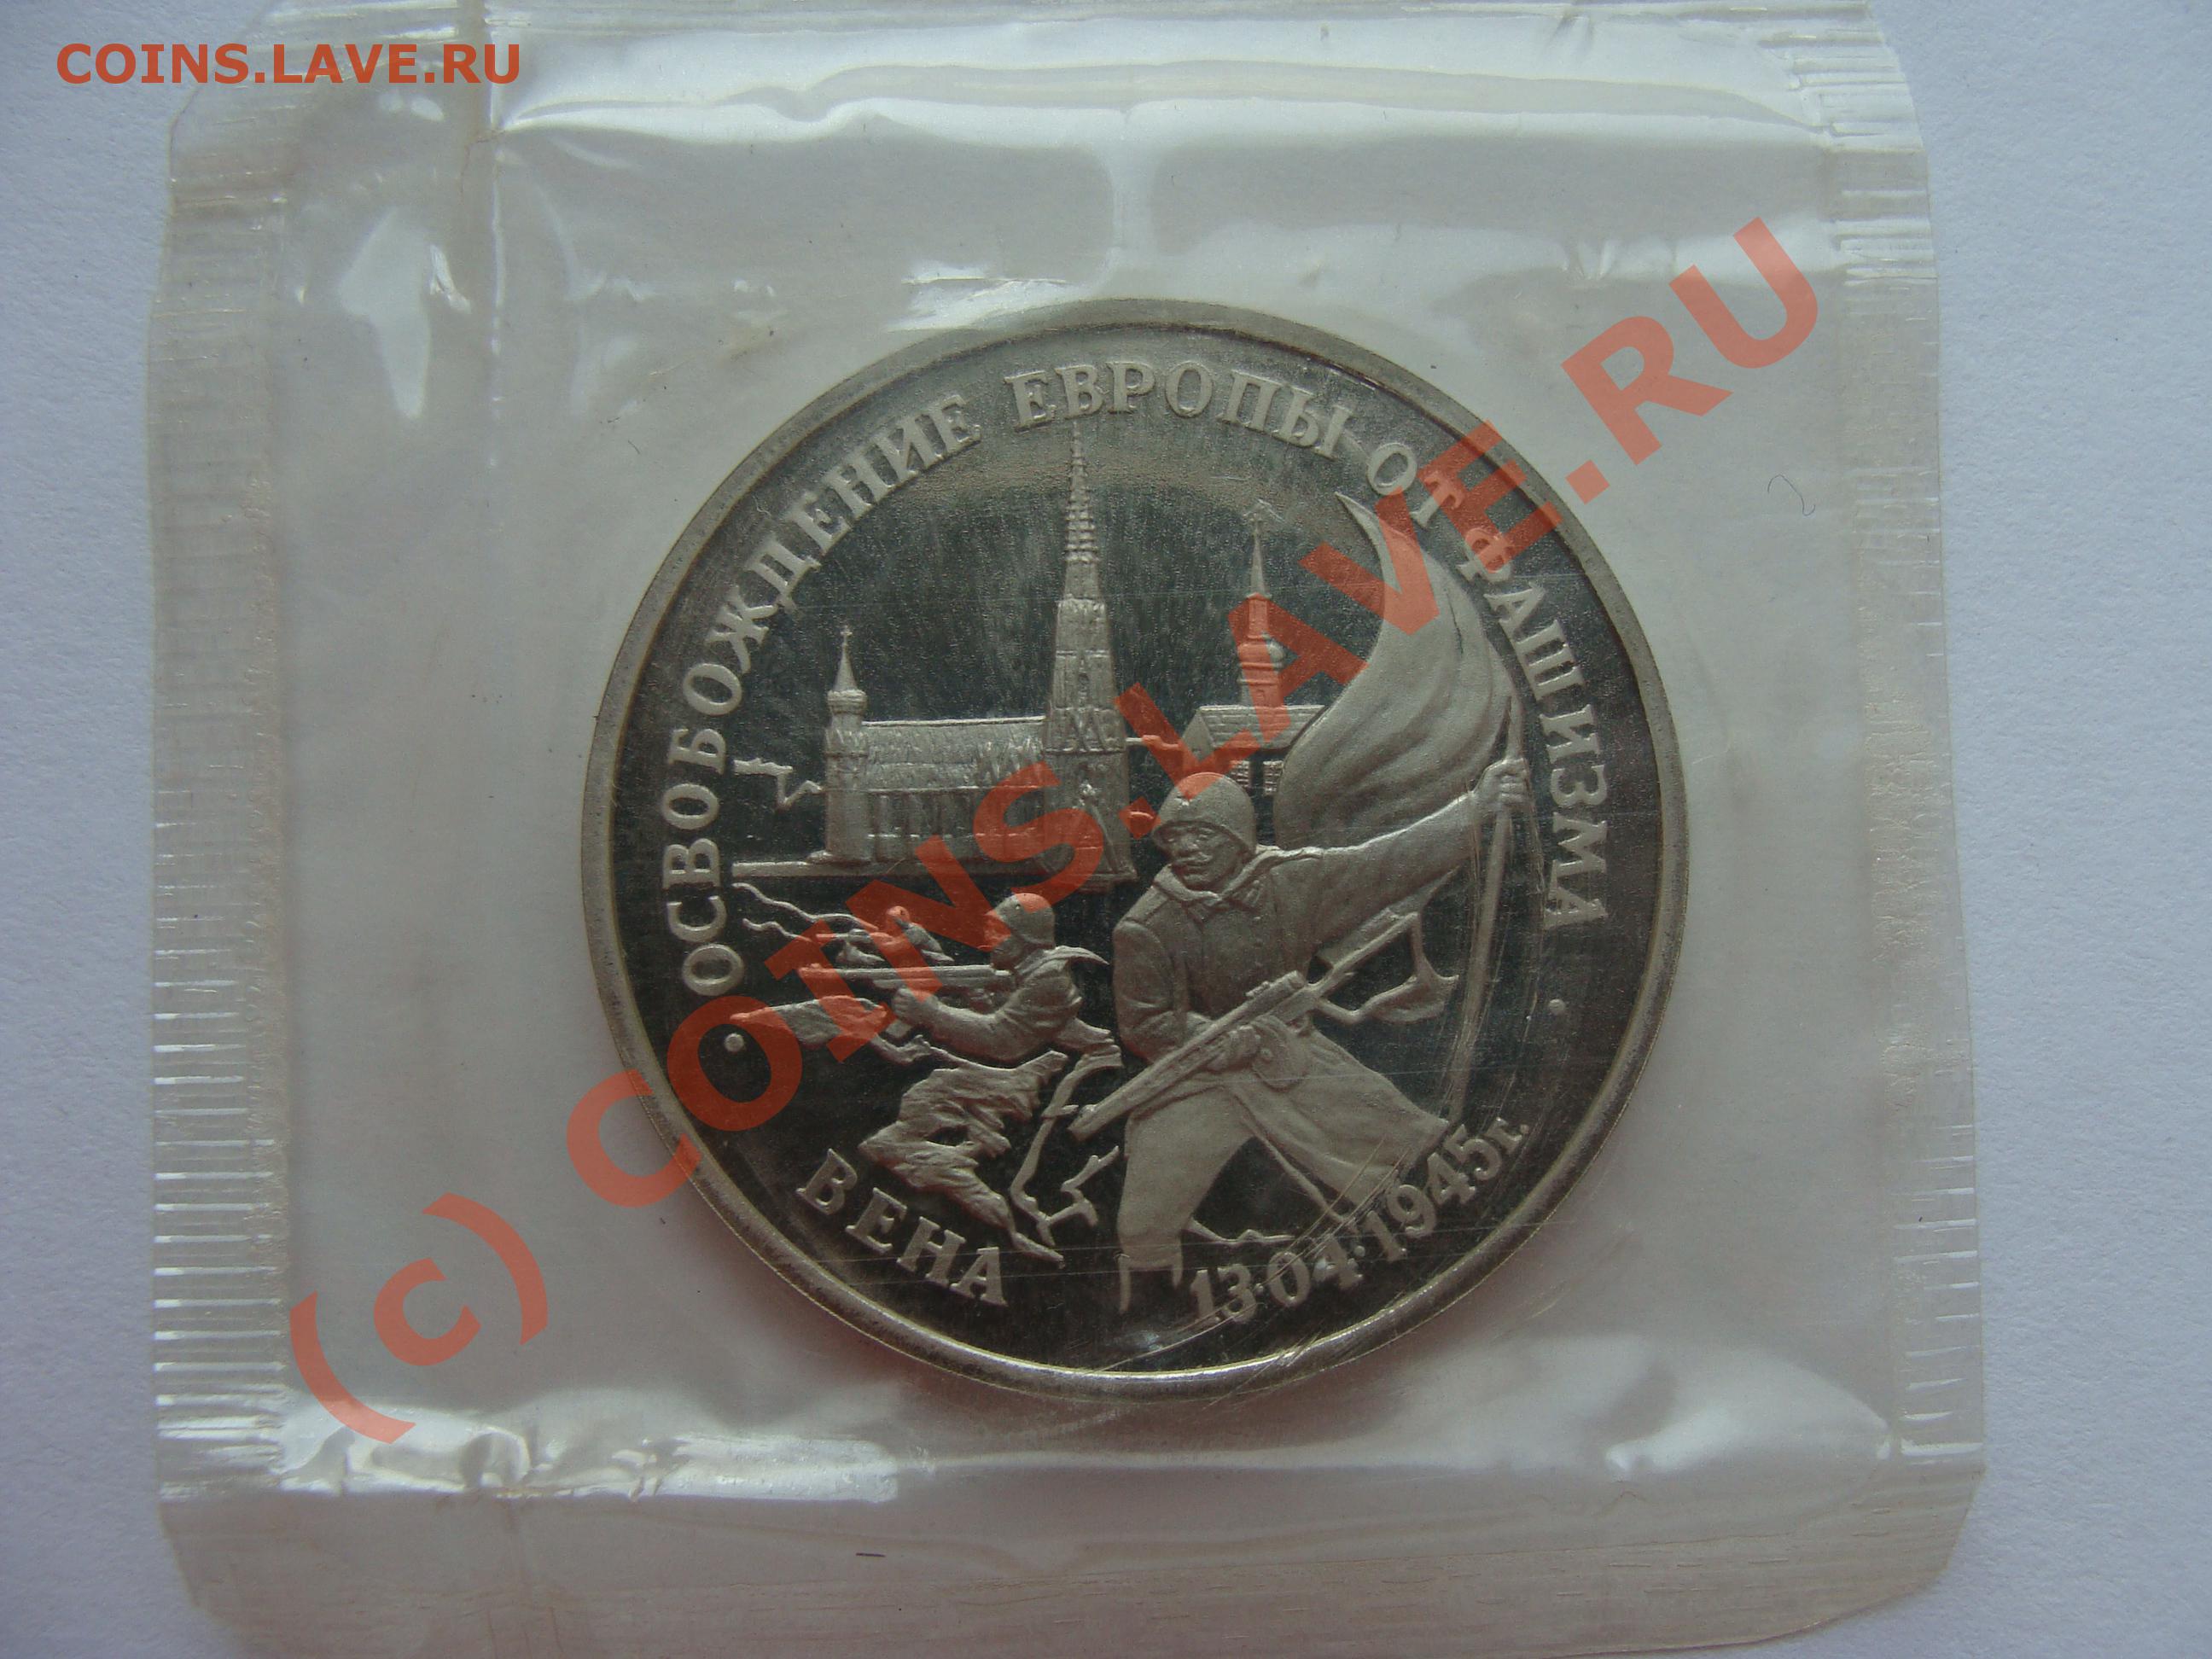 COINS.LAVE.RU
ОСВОБОЖДЕНИЕ ЕВРОПЫ ОТ ФАШИЗМА
ВЕНА
13·04·1945г.
(c) COINS.LAVE.RU